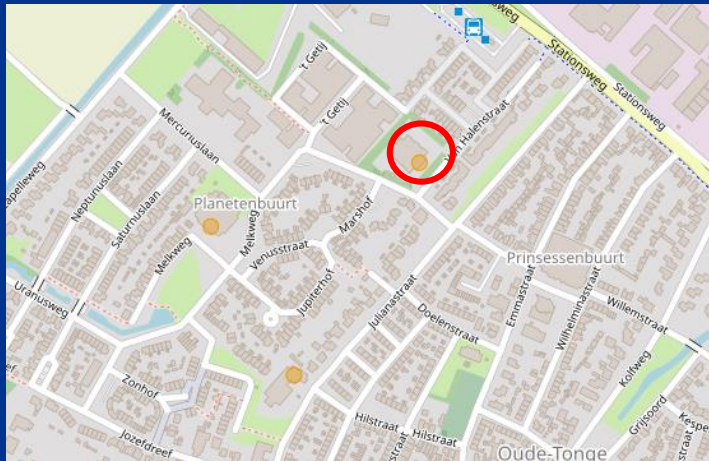 Stationsweg
't Getij
Stationsweg
't Getij
Mercuriuslaan
Van Halenstraat
Neptunuslaan
Planetenbuurt
Saturnuslaan
Marshof
Melkweg
Melkweg
Venusstraat
Prinsessenbuurt
Uranusweg
Jupiterhof
Julianastraat
Doelenstraat
Emmastraat
Willemstraat
Wilhelminastraat
Zonhof
Kolfweg
Hilstraat
Hilstraat
Grijsoord
Jozefdreef
Oude-Tonge